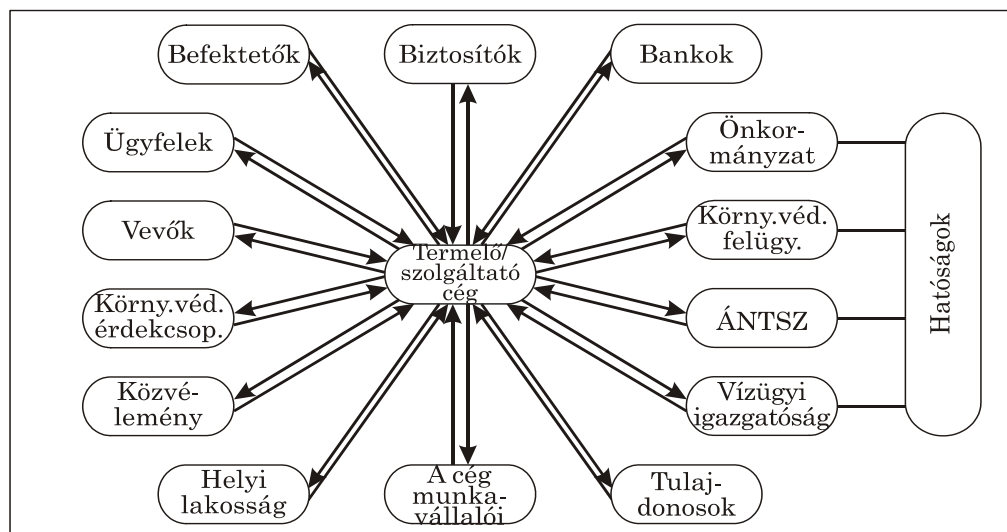 Befektetők
Biztosítók
Bankok
Ügyfelek
Önkor-
mányzat
Vevők
Körny.véd.
felügy.
Termelő/
szolgáltató
cég
Körny.véd.
érdekcsop.
ÁNTSZ
Hatóságok
Közvé-
lemény
Vízügyi
igazgatóság
Helyi
lakosság
A cég
munka-
vállalói
Tulaj-
donosok